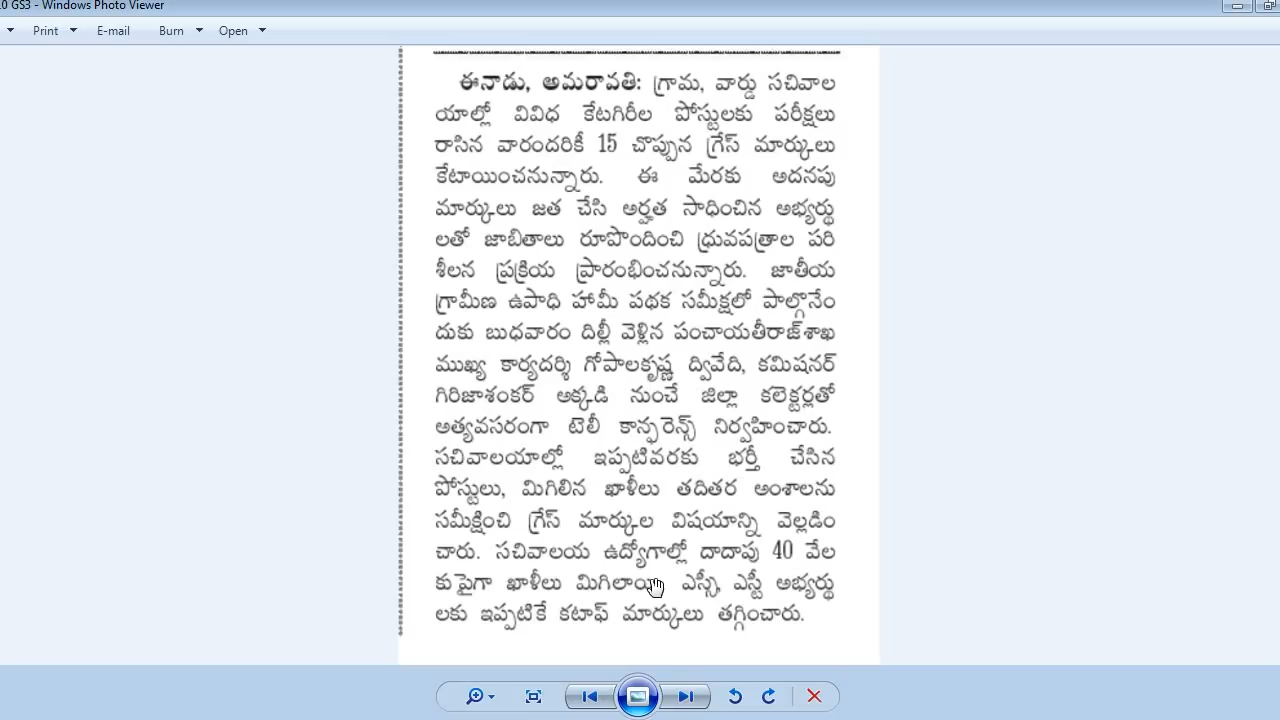 10 GS3 - Windows Photo Viewer
Print E-mail Burn Open
ఈనాడు, అమరావతి: గ్రామ, వార్డు సచివాల
యాల్లో వివిధ కేటగిరీల పోస్టులకు పరీక్షలు
రాసిన వారందరికీ 15 చొప్పున గ్రేస్ మార్కులు
కేటాయించనున్నారు. ఈ మేరకు అదనపు
మార్కులు జత చేసి అర్హత సాధించిన అభ్యర్థు
లతో జాబితాలు రూపొందించి ధ్రువపత్రాల పరి
శీలన ప్రక్రియ ప్రారంభించనున్నారు. జాతీయ
గ్రామీణ ఉపాధి హామీ పథక సమీక్షలో పాల్గొనేం
దుకు బుధవారం దిల్లీ వెళ్లిన పంచాయతీరాజ్‌శాఖ
ముఖ్య కార్యదర్శి గోపాలకృష్ణ ద్వివేది, కమిషనర్
గిరిజాశంకర్ అక్కడి నుంచే జిల్లా కలెక్టర్లతో
అత్యవసరంగా టెలీ కాన్ఫరెన్స్ నిర్వహించారు.
సచివాలయాల్లో ఇప్పటివరకు భర్తీ చేసిన
పోస్టులు, మిగిలిన ఖాళీలు తదితర అంశాలను
సమీక్షించి గ్రేస్ మార్కుల విషయాన్ని వెల్లడిం
చారు. సచివాలయ ఉద్యోగాల్లో దాదాపు 40 వేల
కుపైగా ఖాళీలు మిగిలాయి. ఎస్సీ, ఎస్టీ అభ్యర్థు
లకు ఇప్పటికే కటాఫ్ మార్కులు తగ్గించారు.